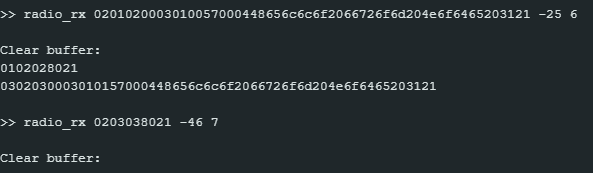 >> radio_rx 0201020003010057000448656c6c6f2066726f6d204e6f6465203121 -25 6
Clear buffer:
0102028021
0302030003010157000448656c6c6f2066726f6d204e6f6465203121
>> radio_rx 0203038021 -46 7
Clear buffer: